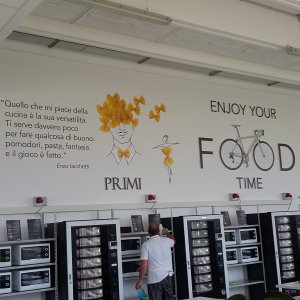 "Quello che mi piace della
cucina è la sua versatilità.
Ti serve davvero poco
per fare qualcosa di buono:
pomodori, pasta, fantasia
e il gioco è fatto."
Enzo Iacchetti
PRIMI
ENJOY YOUR
FOOD
TIME